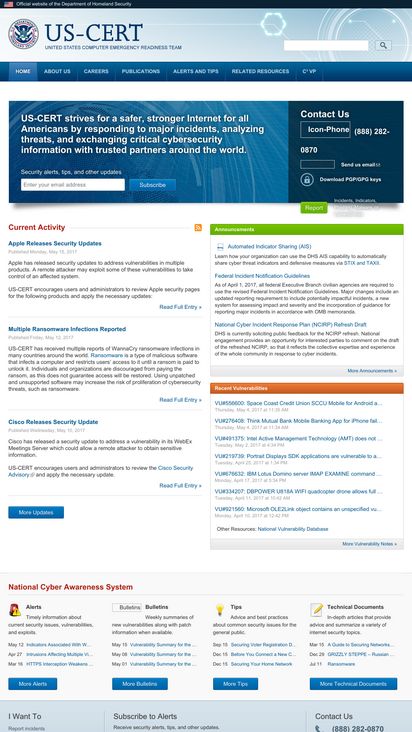 Official website of the Department of Homeland Security
US-CERT
UNITED STATES COMPUTER EMERGENCY READINESS TEAM
HOME ABOUT US CAREERS PUBLICATIONS ALERTS AND TIPS RELATED RESOURCES C³ VP
US-CERT strives for a safer, stronger Internet for all
Americans by responding to major incidents, analyzing
threats, and exchanging critical cybersecurity
information with trusted partners around the world.
Security alerts, tips, and other updates
Enter your email address Subscribe
Contact Us
Icon-Phone (888) 282-
0870
Send us email
Download PGP/GPG keys
Report Incidents, Indicators,
Current Activity
Apple Releases Security Updates
Published Monday, May 15, 2017
Apple has released security updates to address vulnerabilities in multiple
products. A remote attacker may exploit some of these vulnerabilities to take
control of an affected system.
US-CERT encourages users and administrators to review Apple security pages
for the following products and apply the necessary updates:
Read Full Entry »
Multiple Ransomware Infections Reported
Published Friday, May 12, 2017
US-CERT has received multiple reports of WannaCry ransomware infections in
many countries around the world. Ransomware is a type of malicious software
that infects a computer and restricts users' access to it until a ransom is paid to
unlock it. Individuals and organizations are discouraged from paying the
ransom, as this does not guarantee access will be restored. Using unpatched
and unsupported software may increase the risk of proliferation of cybersecurity
threats, such as ransomware.
Read Full Entry »
Cisco Releases Security Update
Published Wednesday, May 10, 2017
Cisco has released a security update to address a vulnerability in its WebEx
Meetings Server which could allow a remote attacker to obtain sensitive
information.
US-CERT encourages users and administrators to review the Cisco Security
Advisory and apply the necessary update.
Read Full Entry »
More Updates
Announcements
Automated Indicator Sharing (AIS)
Learn how your organization can use the DHS AIS capability to automatically
share cyber threat indicators and defensive measures via STIX and TAXII.
Federal Incident Notification Guidelines
As of April 1, 2017, all federal Executive Branch civilian agencies are required to
use the revised Federal Incident Notification Guidelines. Major changes include an
updated reporting requirement to include potentially impactful incidents, a new
system for assessing impact and severity and the incorporation of guidance for
reporting major incidents in accordance with OMB memoranda.
National Cyber Incident Response Plan (NCIRP) Refresh Draft
DHS is currently soliciting public feedback for the NCIRP. National
engagement provides an opportunity for interested parties to comment on the draft
of the refreshed NCIRP, so that it reflects the collective expertise and experience of
the whole community in response to cyber incidents.
More Announcements »
Recent Vulnerabilities
VU#556600: Space Coast Credit Union SCCU Mobile for Android a...
Thursday, May 4, 2017 at 11:35 AM
VU#276408: Think Mutual Bank Mobile Banking App for iPhone fail...
Thursday, May 4, 2017 at 11:34 AM
VU#491375: Intel Active Management Technology (AMT) does not ...
Tuesday, May 2, 2017 at 4:34 PM
VU#219739: Portrait Displays SDK applications are vulnerable to a...
Tuesday, April 25, 2017 at 1:34 PM
VU#676632: IBM Lotus Domino server IMAP EXAMINE command ...
Monday, April 17, 2017 at 5:34 PM
VU#334207: DBPOWER U818A WIFI quadcopter drone allows full ...
Tuesday, April 11, 2017 at 10:42 AM
VU#921560: Microsoft OLE2Link object contains an unspecified vu...
Monday, April 10, 2017 at 12:42 PM
Other Resources: National Vulnerability Database
More Vulnerability Notes »
National Cyber Awareness System
Alerts
Timely information about
current security issues, vulnerabilities,
and exploits.
May 12 Indicators Associated With W...
Apr 27 Intrusions Affecting Multiple Vi...
Mar 16 HTTPS Interception Weakens ...
More Alerts
Bulletins Bulletins
Weekly summaries of
new vulnerabilities along with patch
information when available.
May 15 Vulnerability Summary for the ...
May 08 Vulnerability Summary for the ...
May 01 Vulnerability Summary for the ...
More Bulletins
Tips
Advice and best practices
about common security issues for the
general public.
Sep 15 Securing Voter Registration D...
Dec 15 Before You Connect a New C...
Dec 15 Securing Your Home Network
More Tips
Technical Documents
In-depth articles that provide
advice and summarize a variety of
internet security topics.
Mar 15 A Guide to Securing Networks...
Dec 29 GRIZZLY STEPPE – Russian ...
Jul 11 Ransomware
More Technical Documents
I Want To
Report incidents
Subscribe to Alerts
Receive security alerts, tips, and other updates.
Contact Us
(888) 282-0870